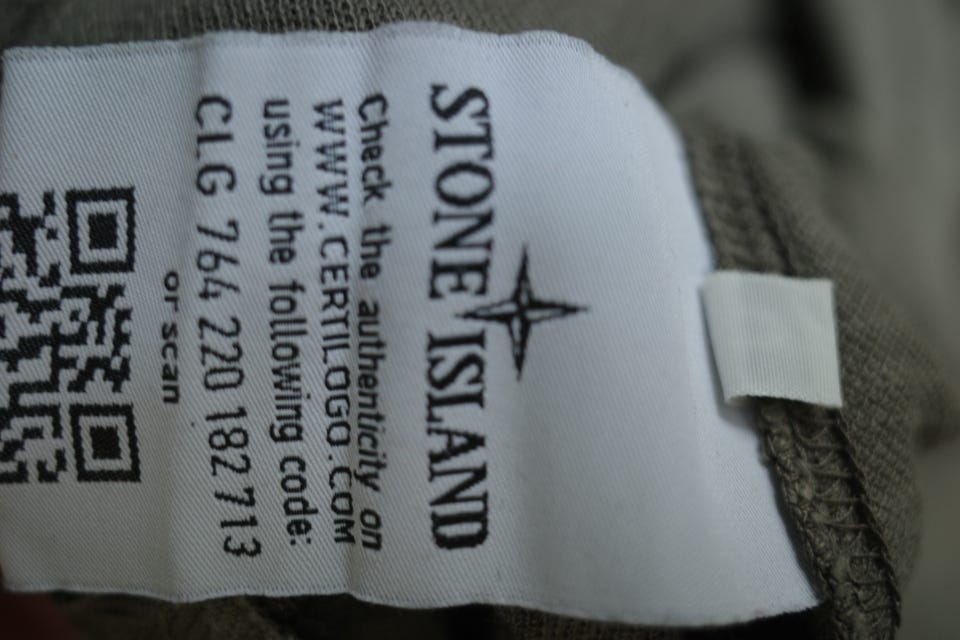 STONE ISLAND
Check the authenticity on
WWW.CERTILOGO.COM
using the following code:
CLG 764 220 182 713
or scan